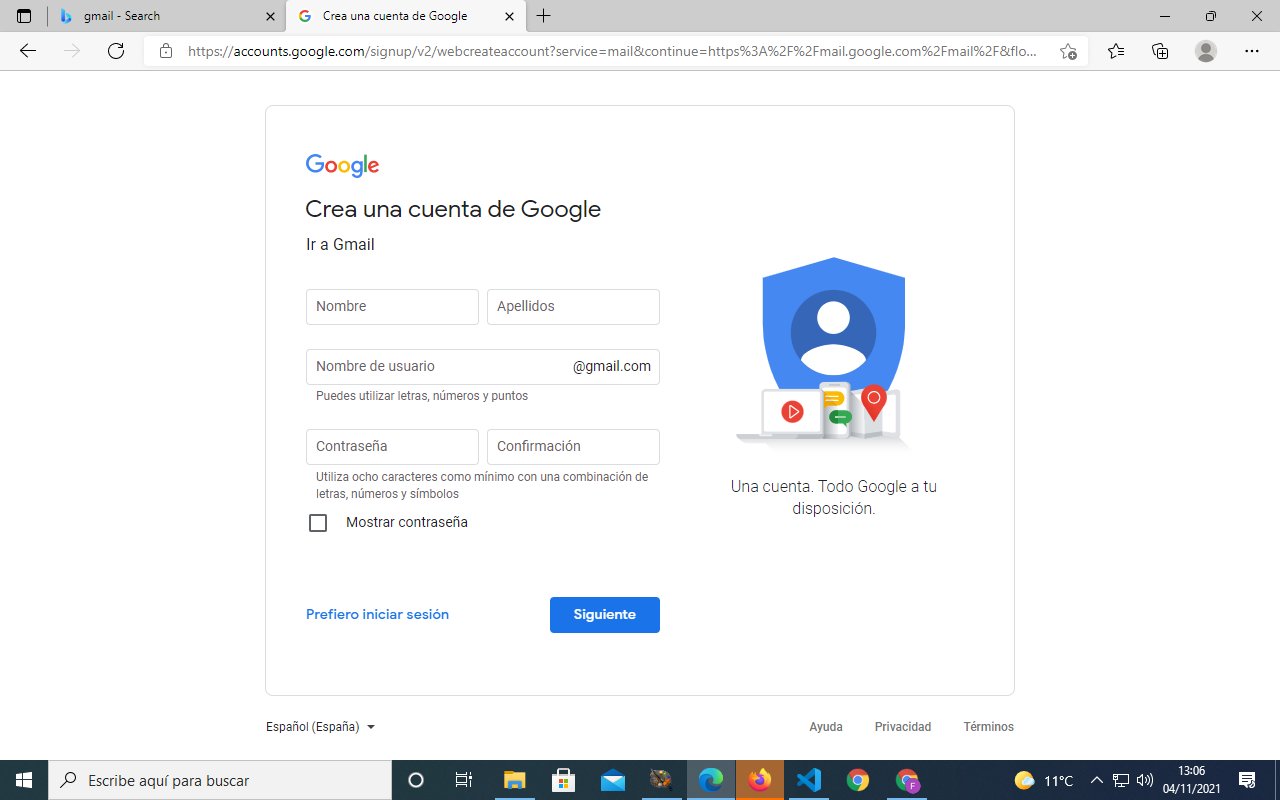 gmail - Search
Crea una cuenta de Google
https://accounts.google.com/signup/v2/webcreateaccount?service=mail&continue=https%3A%2F%2Fmail.google.com%2Fmail%2F&flo...
Google
Crea una cuenta de Google
Ir a Gmail
Nombre
Apellidos
Nombre de usuario
@gmail.com
Puedes utilizar letras, números y puntos
Contraseña
Confirmación
Utiliza ocho caracteres como mínimo con una combinación de
letras, números y símbolos
Mostrar contraseña
Prefiero iniciar sesión
Siguiente
Una cuenta. Todo Google a tu
disposición.
Español (España)
Ayuda
Privacidad
Términos
Escribe aquí para buscar
F
11°C
13:06
04/11/2021